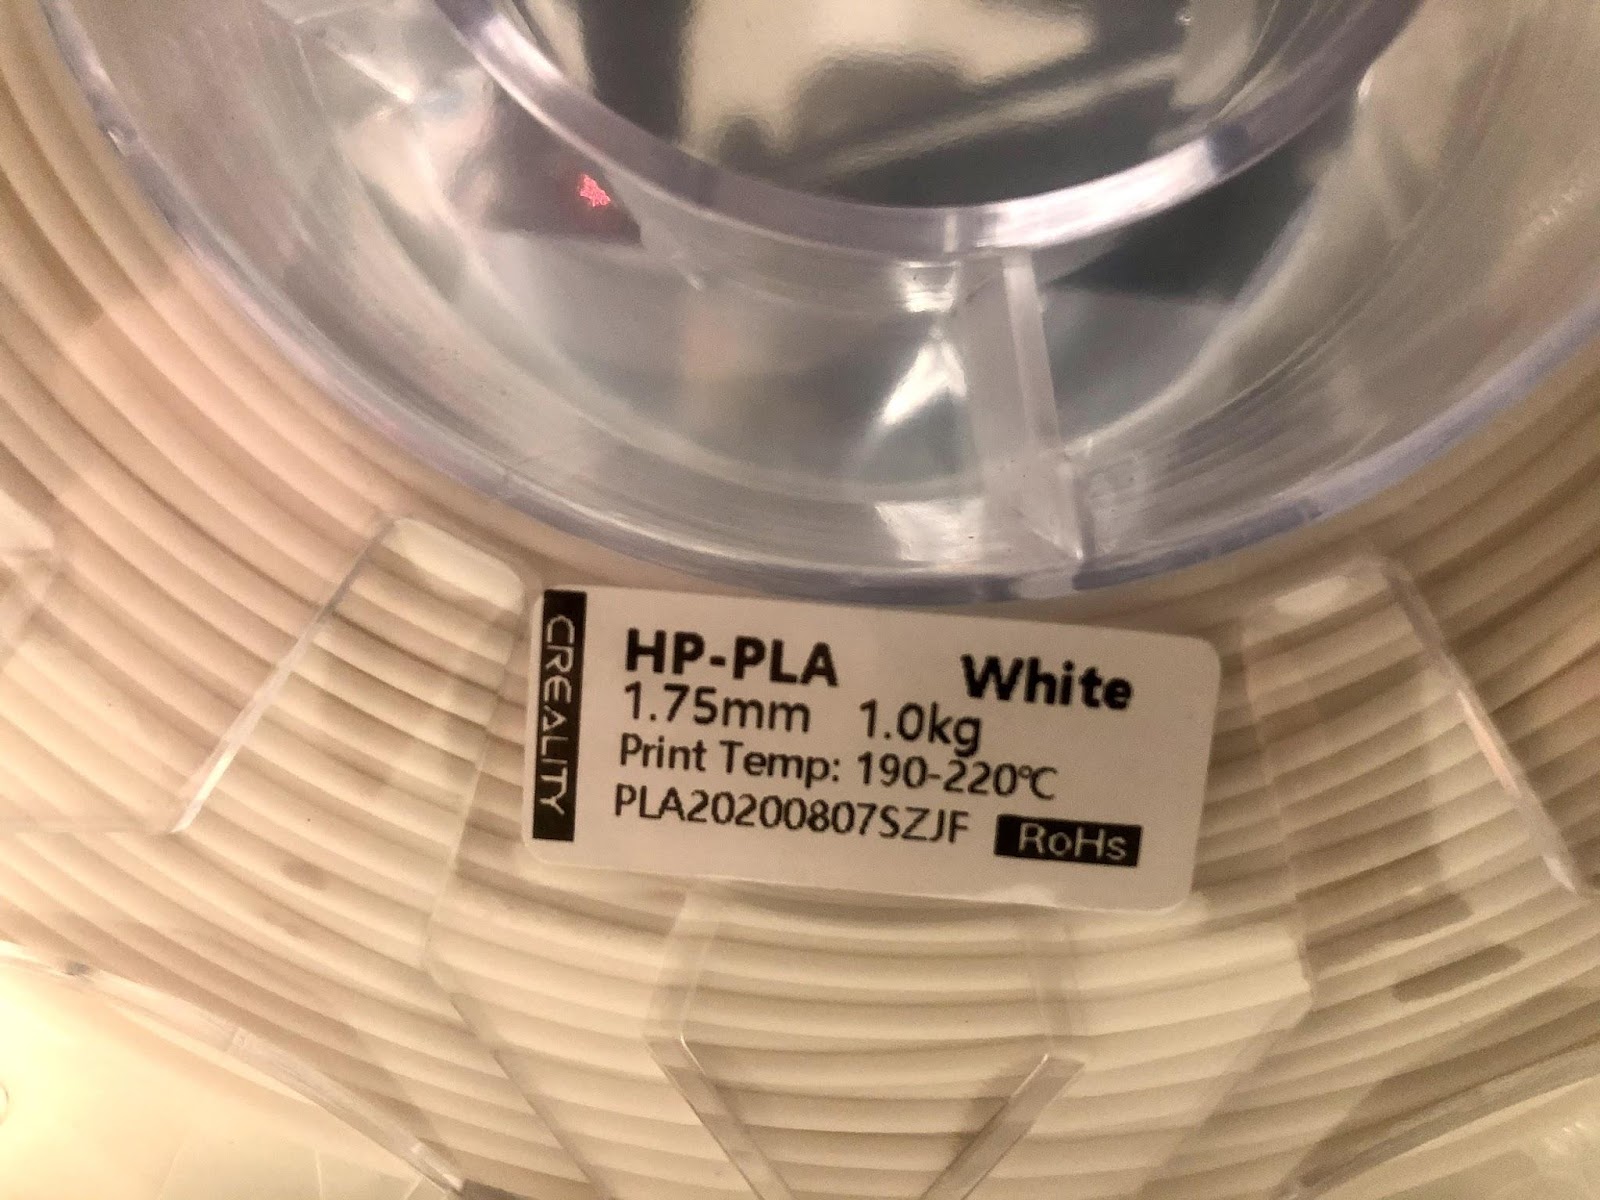 CREALITY
HP-PLA White
1.75mm 1.0kg
Print Temp: 190-220℃
PLA20200807SZJF RoHs